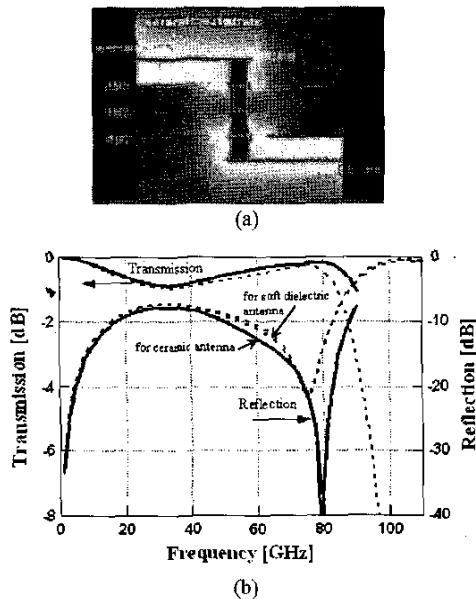 (a)
0
-2
-4
-6
-8
Transmission [dB]
Transmission
for soft dielectric
antenna
for ceramic antenna
Reflection
0
-10
-20
-30
-40
Reflection [dB]
0 20 40 60 80 100
Frequency [GHz]
(b)